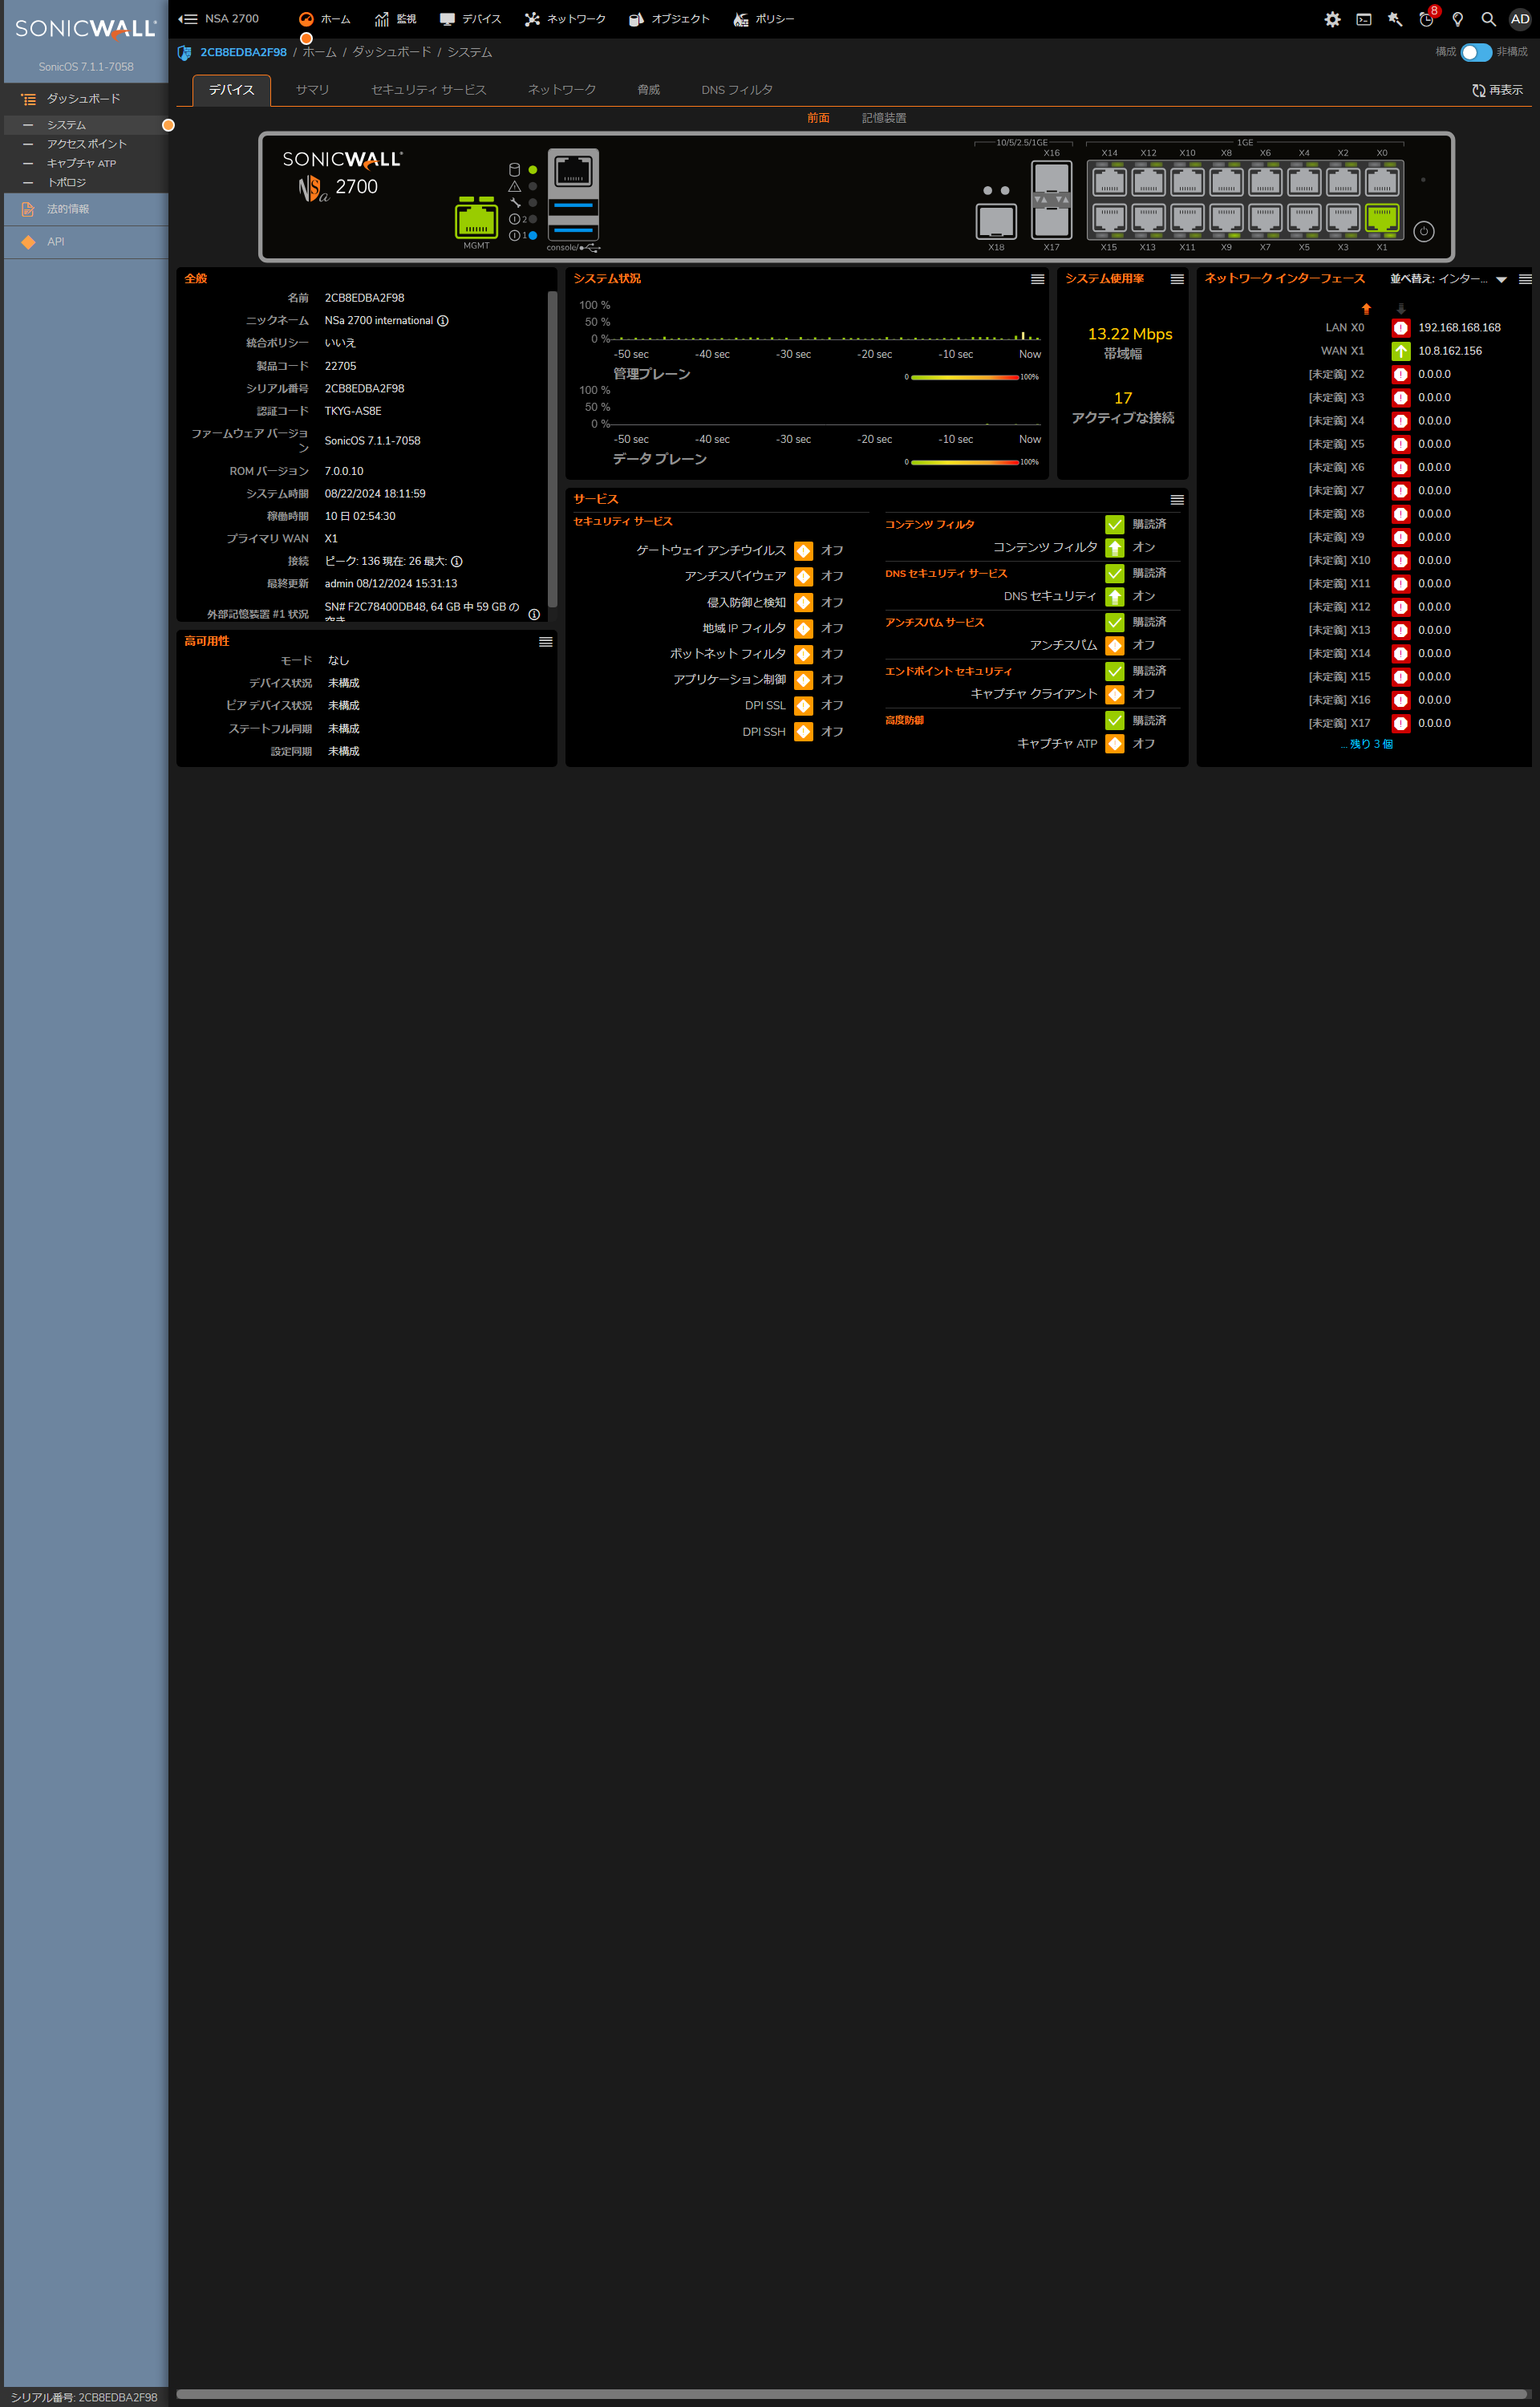 SONICWALL
SonicOS 7.1.1-7058
NSA 2700
ホーム
監視
デバイス
ネットワーク
オブジェクト
ポリシー
8
AD
2CB8EDBA2F98 / ホーム / ダッシュボード / システム
構成
非構成
ダッシュボード
システム
アクセス ポイント
キャプチャ ATP
トポロジ
法的情報
API
デバイス
サマリ
セキュリティ サービス
ネットワーク
脅威
DNS フィルタ
再表示
前面
記憶装置
SONICWALL
NSa 2700
MGMT
2
1
console/
10/5/2.5/1GE
1GE
X16
X14 X12 X10 X8 X6 X4 X2 X0
X18 X17
X15 X13 X11 X9 X7 X5 X3 X1
全般
名前 2CB8EDBA2F98
ニックネーム NSa 2700 international
統合ポリシー いいえ
製品コード 22705
シリアル番号 2CB8EDBA2F98
認証コード TKYG-AS8E
ファームウェア バージョン SonicOS 7.1.1-7058
ROM バージョン 7.0.0.10
システム時間 08/22/2024 18:11:59
稼働時間 10 日 02:54:30
プライマリ WAN X1
接続 ピーク: 136 現在: 26 最大:
最終更新 admin 08/12/2024 15:31:13
外部記憶装置 #1 状況 SN# F2C78400DB48, 64 GB 中 59 GB の
空き
高可用性
モード なし
デバイス状況 未構成
ピア デバイス状況 未構成
ステートフル同期 未構成
設定同期 未構成
システム状況
100 %
50 %
0 %
-50 sec -40 sec -30 sec -20 sec -10 sec Now
管理プレーン
0 100%
100 %
50 %
0 %
-50 sec -40 sec -30 sec -20 sec -10 sec Now
データ プレーン
0 100%
システム使用率
13.22 Mbps
帯域幅
17
アクティブな接続
サービス
セキュリティ サービス
ゲートウェイ アンチウイルス オフ
アンチスパイウェア オフ
侵入防御と検知 オフ
地域 IP フィルタ オフ
ボットネット フィルタ オフ
アプリケーション制御 オフ
DPI SSL オフ
DPI SSH オフ
コンテンツ フィルタ 購読済
コンテンツ フィルタ オン
DNS セキュリティ サービス 購読済
DNS セキュリティ オン
アンチスパム サービス 購読済
アンチスパム オフ
エンドポイント セキュリティ 購読済
キャプチャ クライアント オフ
高度防御 購読済
キャプチャ ATP オフ
ネットワーク インターフェース
並べ替え: インター...
LAN X0 192.168.168.168
WAN X1 10.8.162.156
[未定義] X2 0.0.0.0
[未定義] X3 0.0.0.0
[未定義] X4 0.0.0.0
[未定義] X5 0.0.0.0
[未定義] X6 0.0.0.0
[未定義] X7 0.0.0.0
[未定義] X8 0.0.0.0
[未定義] X9 0.0.0.0
[未定義] X10 0.0.0.0
[未定義] X11 0.0.0.0
[未定義] X12 0.0.0.0
[未定義] X13 0.0.0.0
[未定義] X14 0.0.0.0
[未定義] X15 0.0.0.0
[未定義] X16 0.0.0.0
[未定義] X17 0.0.0.0
... 残り 3 個
シリアル番号: 2CB8EDBA2F98